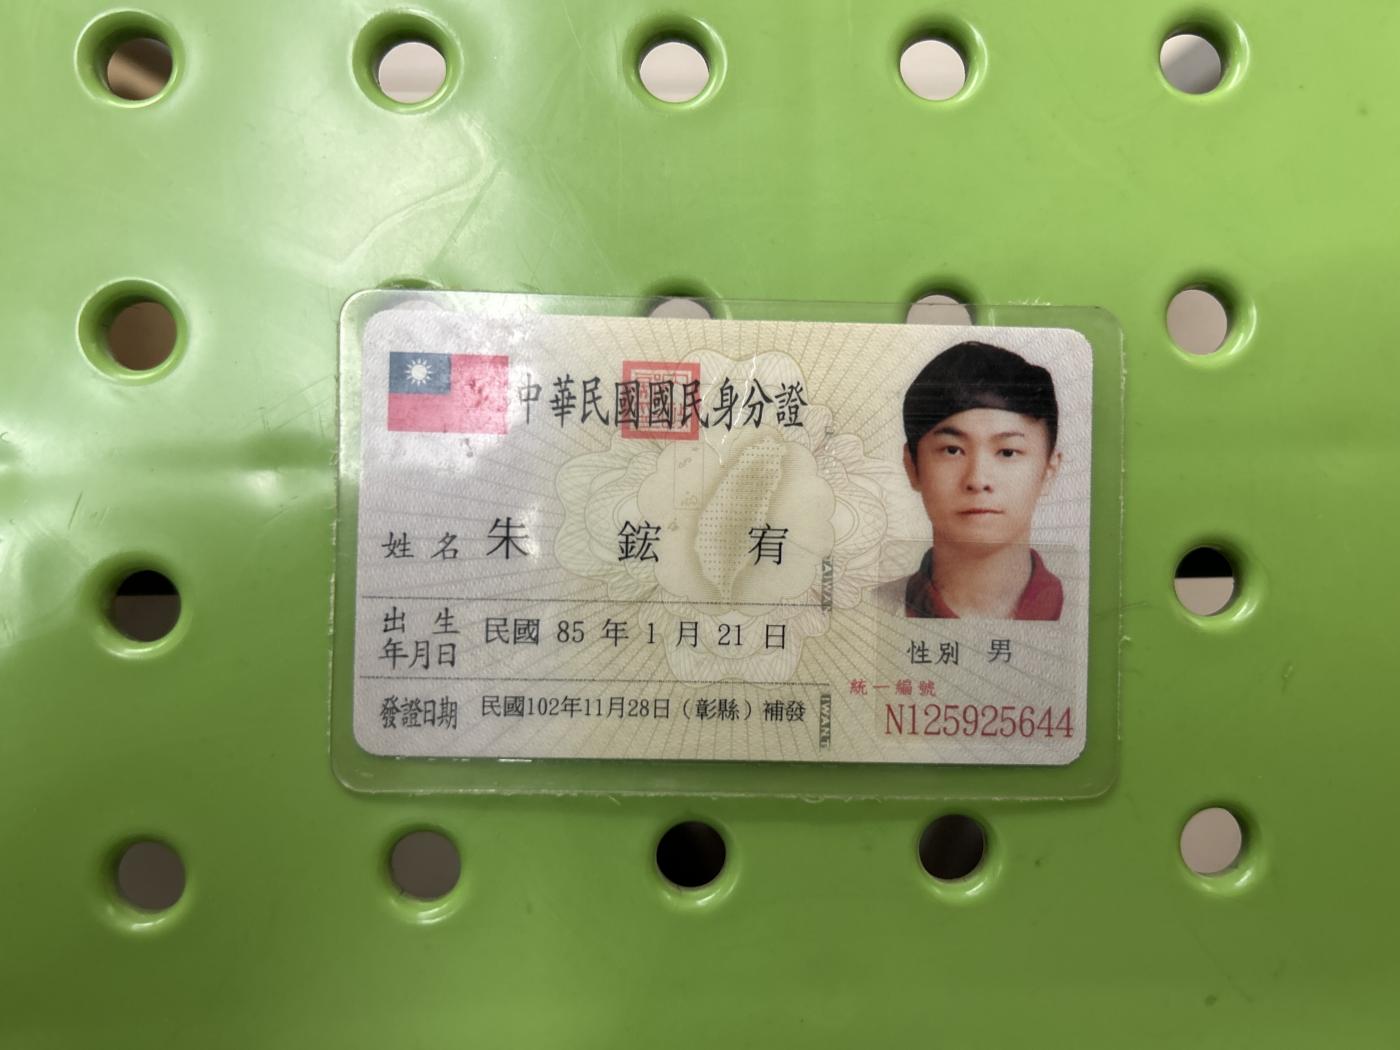 中華民國國民身分證
姓名 朱 鋐 宥
出生年月日 民國 85 年 1 月 21 日
發證日期 民國102年11月28日（彰縣）補發
性別 男
統一編號
N125925644